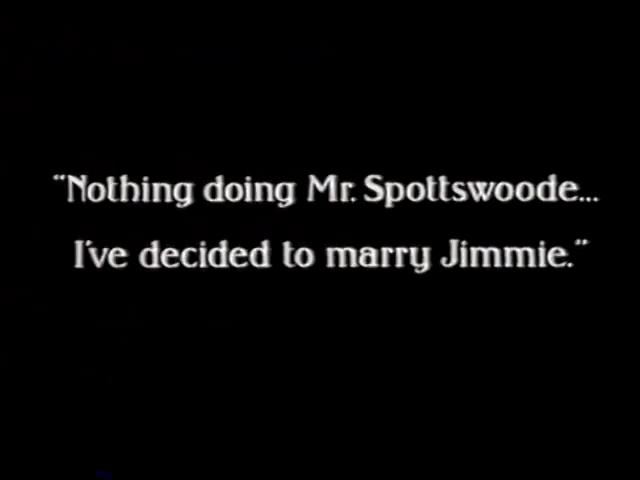 “Nothing doing Mr. Spottswoode...
I've decided to marry Jimmie.”